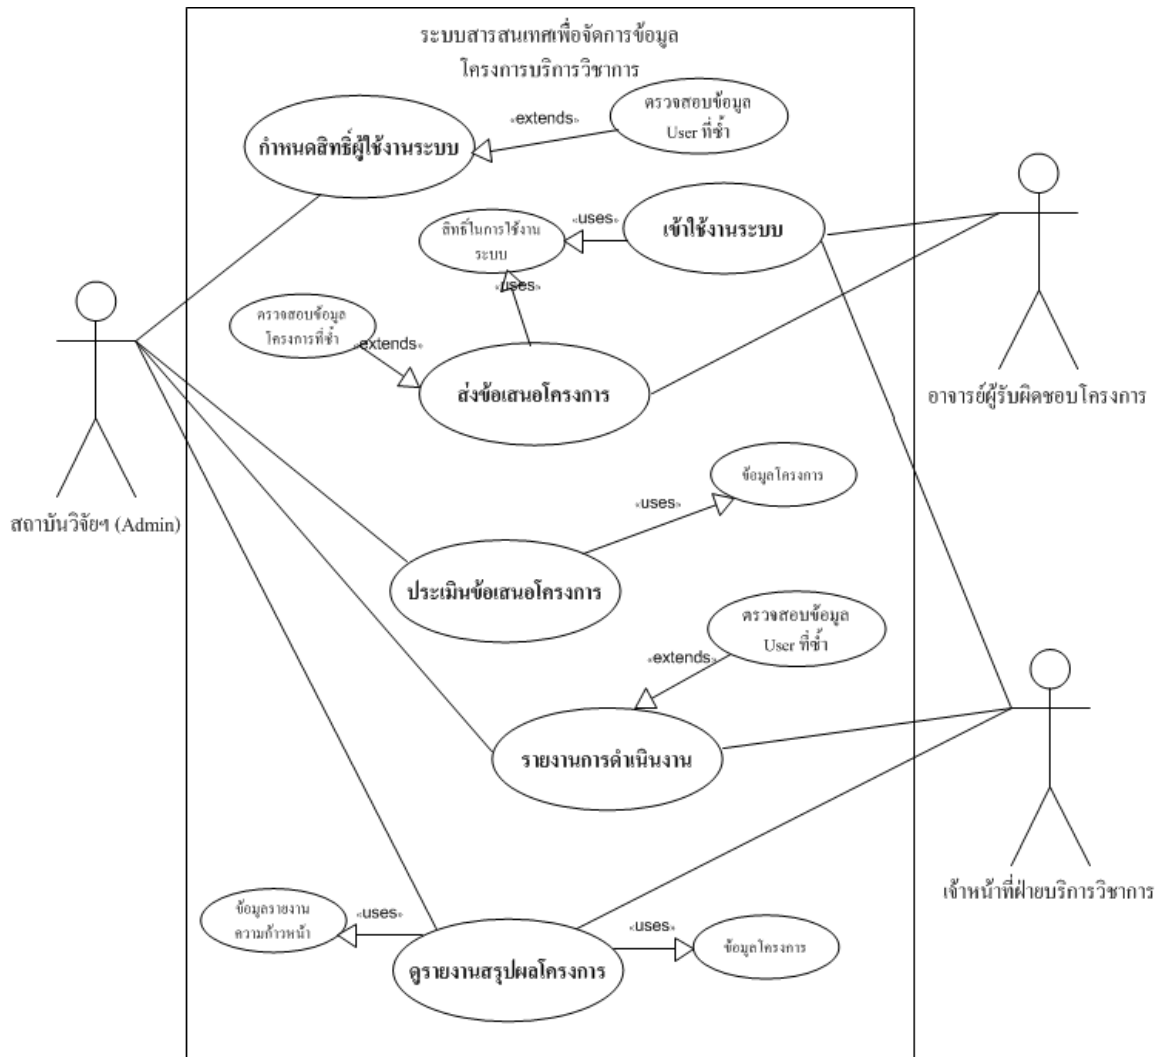 ระบบสารสนเทศเพื่อจัดการข้อมูล
โครงการบริการวิชาการ
ตรวจสอบข้อมูล
User ที่ซ้ำ
«extends»
กำหนดสิทธิ์ผู้ใช้งานระบบ
สิทธิ์ในการใช้งาน
ระบบ
«uses»
เข้าใช้งานระบบ
«uses»
ตรวจสอบข้อมูล
โครงการที่ซ้ำ
«extends»
ส่งข้อเสนอโครงการ
อาจารย์ผู้รับผิดชอบโครงการ
สถาบันวิจัยฯ (Admin)
ข้อมูลโครงการ
«uses»
ประเมินข้อเสนอโครงการ
ตรวจสอบข้อมูล
User ที่ซ้ำ
«extends»
รายงานการดำเนินงาน
เจ้าหน้าที่ฝ่ายบริการวิชาการ
ข้อมูลรายงาน
ความก้าวหน้า
«uses»
ดูรายงานสรุปผลโครงการ
«uses»
ข้อมูลโครงการ